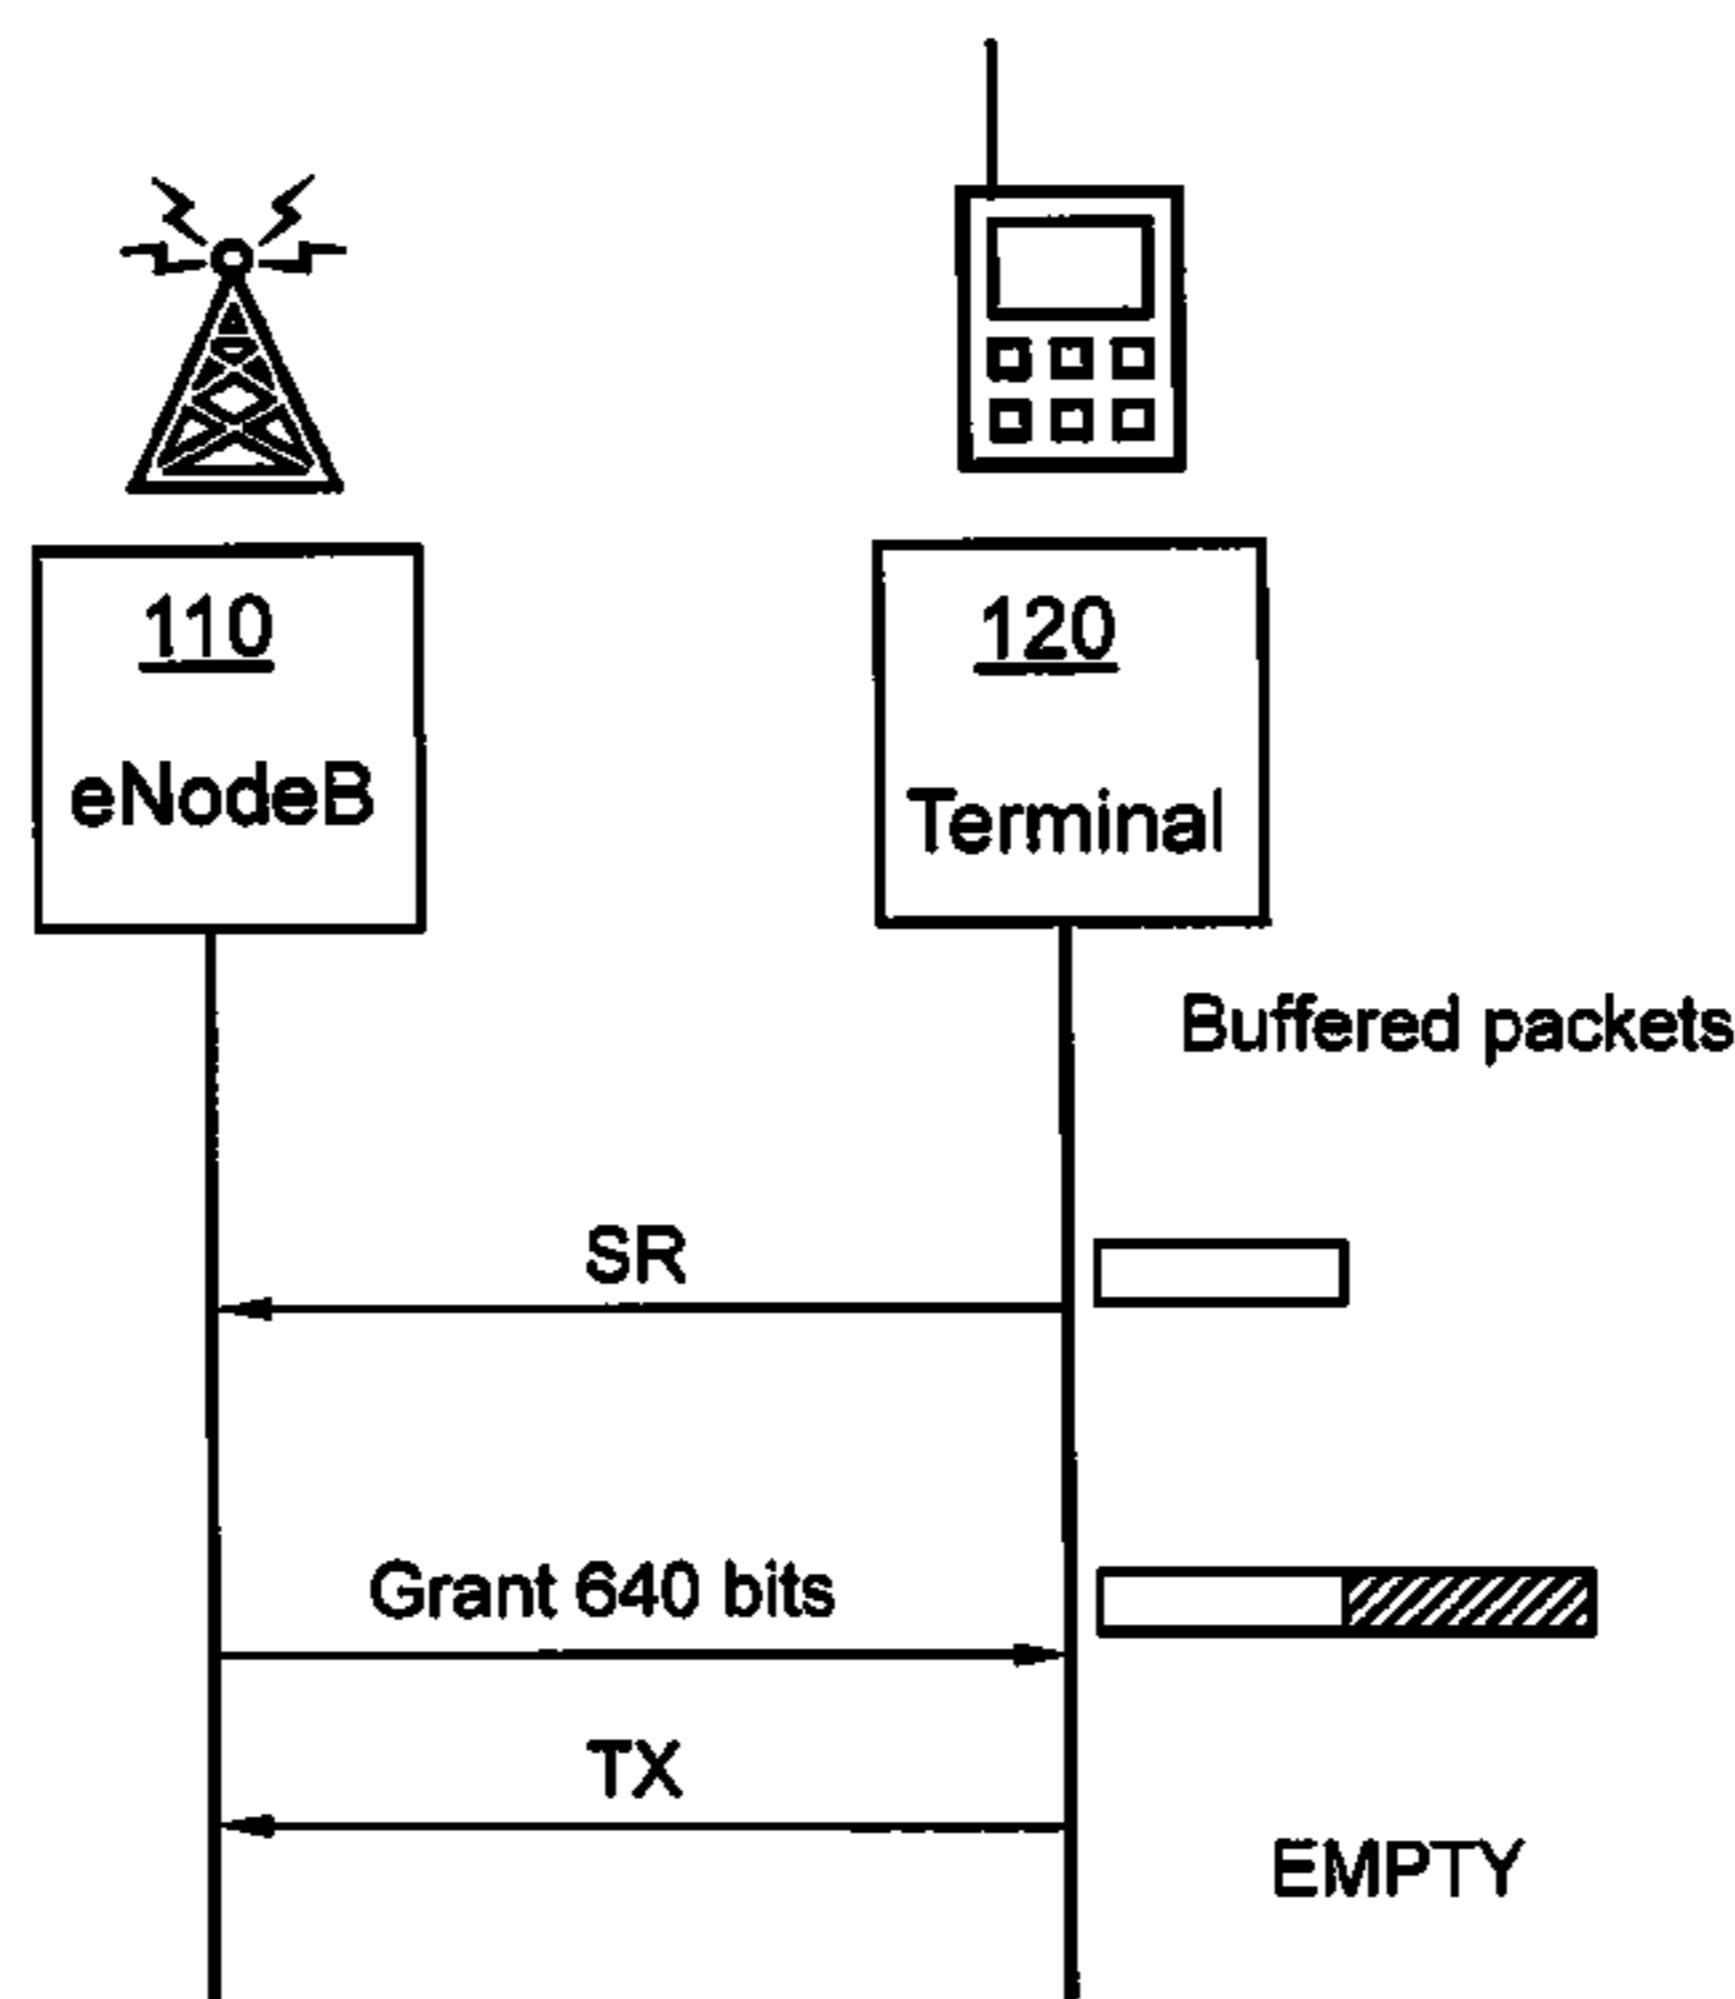 110
eNodeB
120
Terminal
Buffered packets
SR
Grant 640 bits
TX
EMPTY